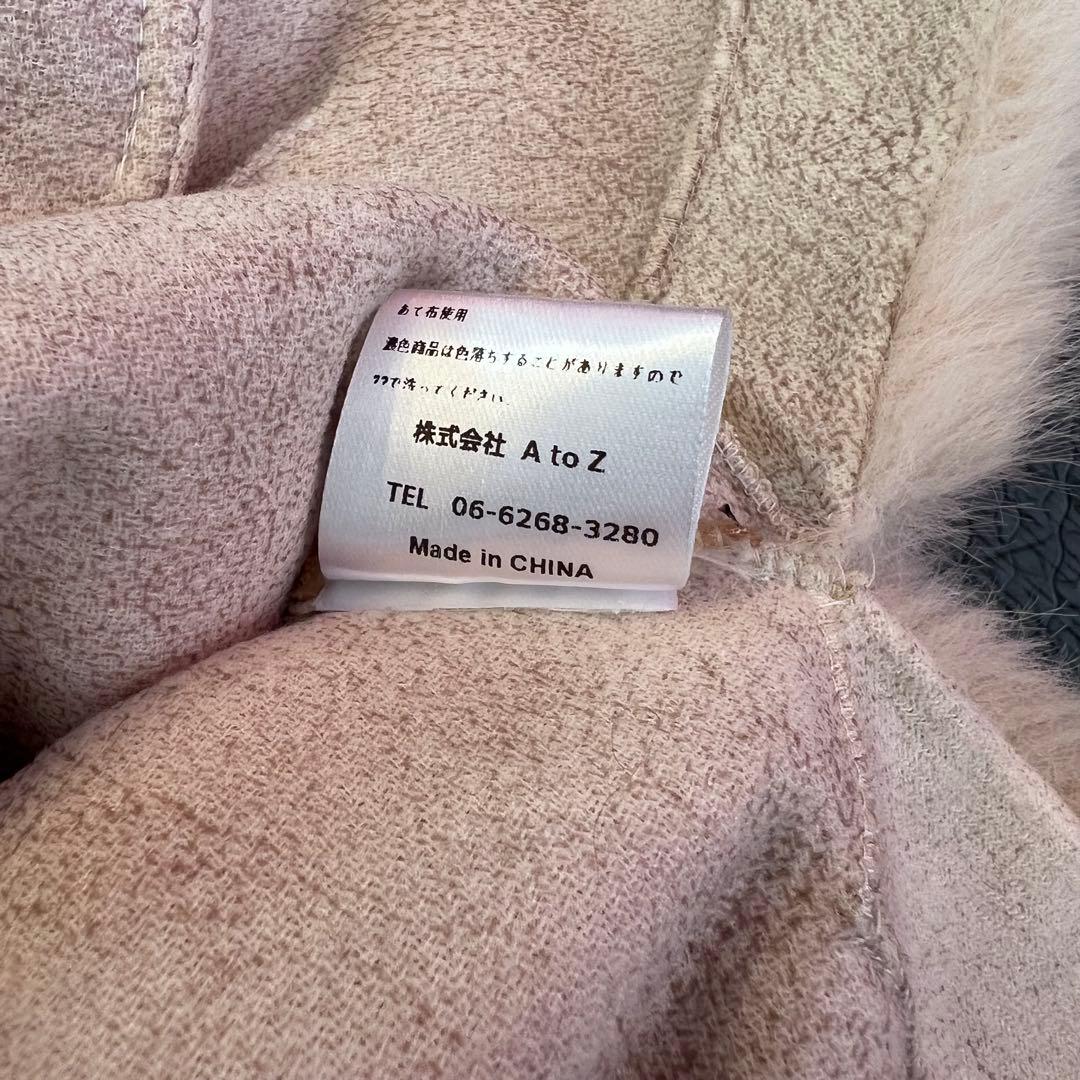 あて布使用
濃色商品は色落ちすることがありますので
ｸｸで洗ってください.
株式会社 A to Z
TEL 06-6268-3280
Made in CHINA